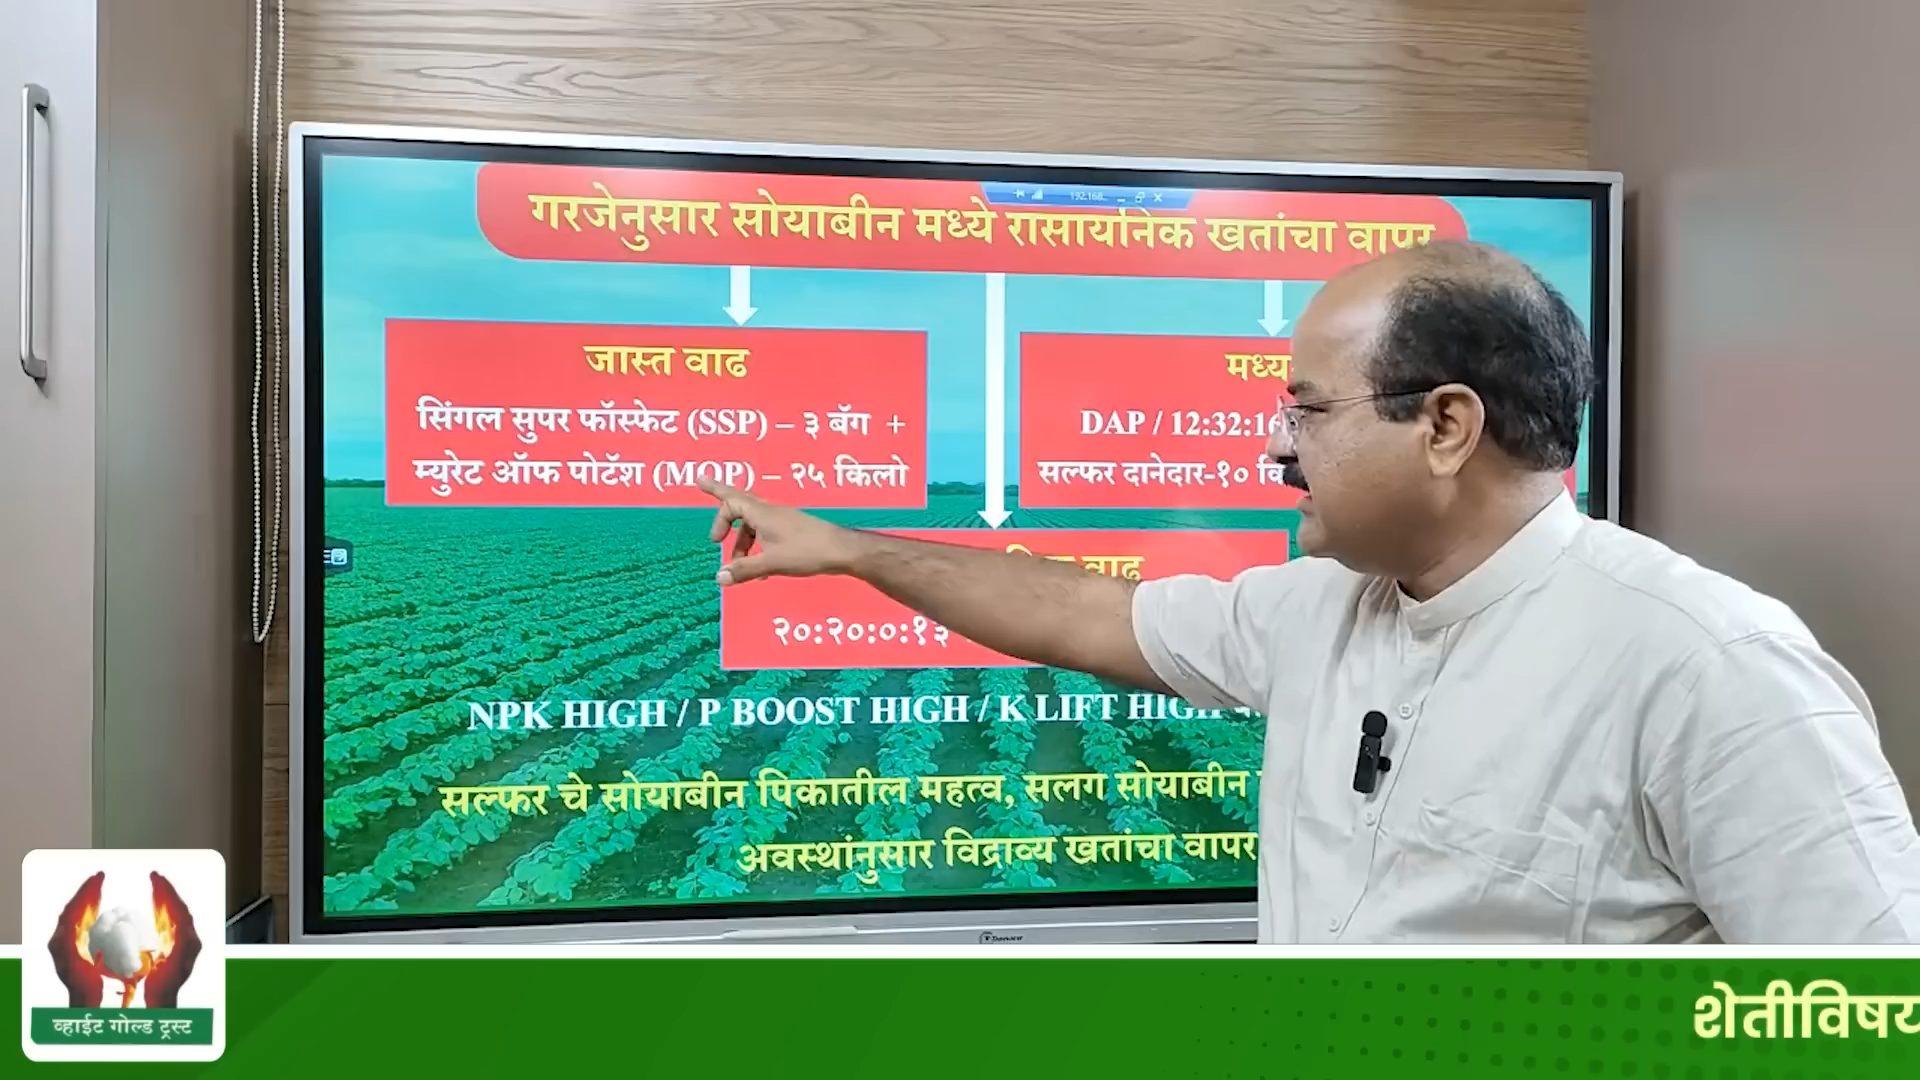 गरजेनुसार सोयाबीन मध्ये रासायनिक खतांचा वापर
192.168..
जास्त वाढ
सिंगल सुपर फॉस्फेट (SSP) – ३ बॅग +
म्युरेट ऑफ पोटॅश (MOP) – २५ किलो
DAP / 12:32:16
सल्फर दानेदार-१०
वाढ
२०:२०:०:१३
NPK HIGH / P BOOST HIGH / K LIFT HIGH
सल्फर चे सोयाबीन पिकातील महत्व, सलग सोयाबीन
अवस्थांनुसार विद्राव्य खतांचा वापर
व्हाईट गोल्ड ट्रस्ट
शेतीविषय